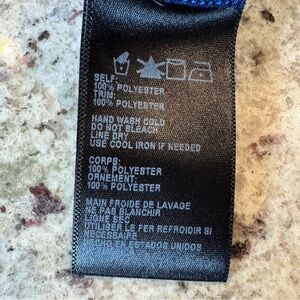 SELF:
100% POLYESTER
TRIM:
100% POLYESTER
HAND WASH COLD
DO NOT BLEACH
LINE DRY
USE COOL IRON IF NEEDED
CORPS:
100% POLYESTER
ORNEMENT:
100% POLYESTER
MAIN FROIDE DE LAVAGE
NE PAS BLANCHIR
LIGNE SEC
UTILISER LE FER REFROIDIR SI
NECESSAIRE
HECHO EN ESTADOS UNIDOS